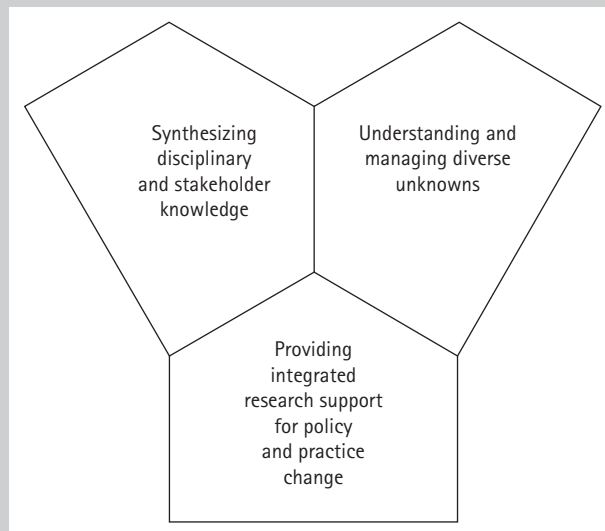 Synthesizing
disciplinary
and stakeholder
knowledge
Understanding and
managing diverse
unknowns
Providing
integrated
research support
for policy
and practice
change